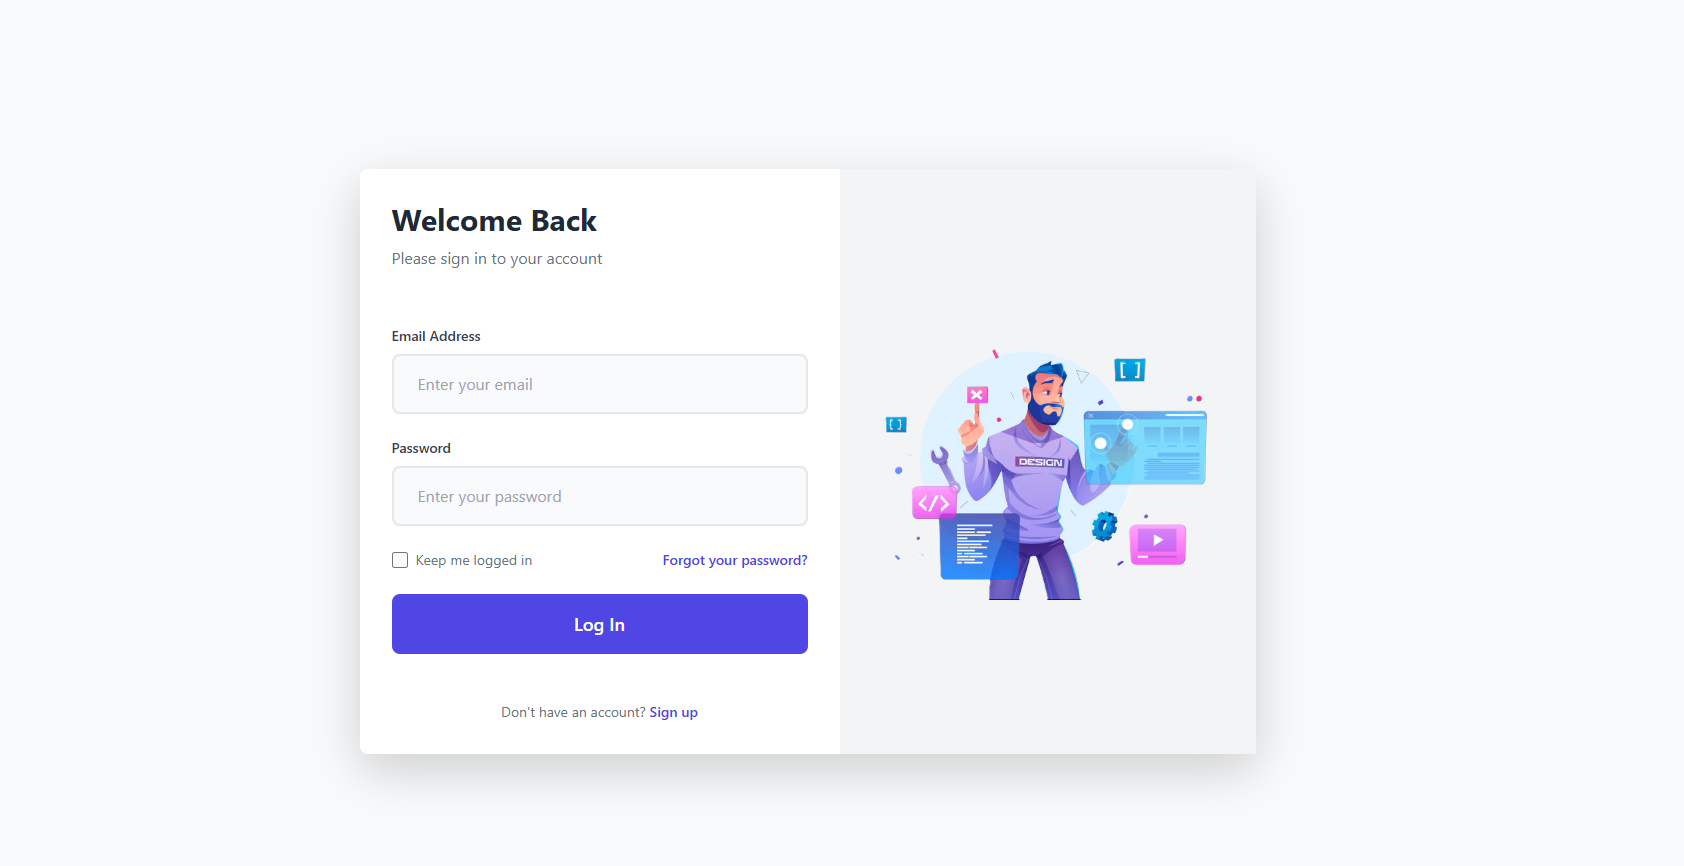 Welcome Back
Please sign in to your account
Email Address
Enter your email
Password
Enter your password
Keep me logged in
Forgot your password?
Log In
Don't have an account? Sign up
[ ]
{ }
DESIGN
</>